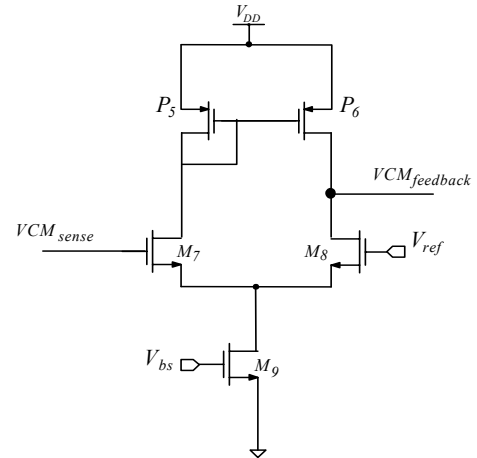 V_DD
P_5
P_6
VCM_feedback
VCM_sense
M_7
M_8
V_ref
V_bs
M_9